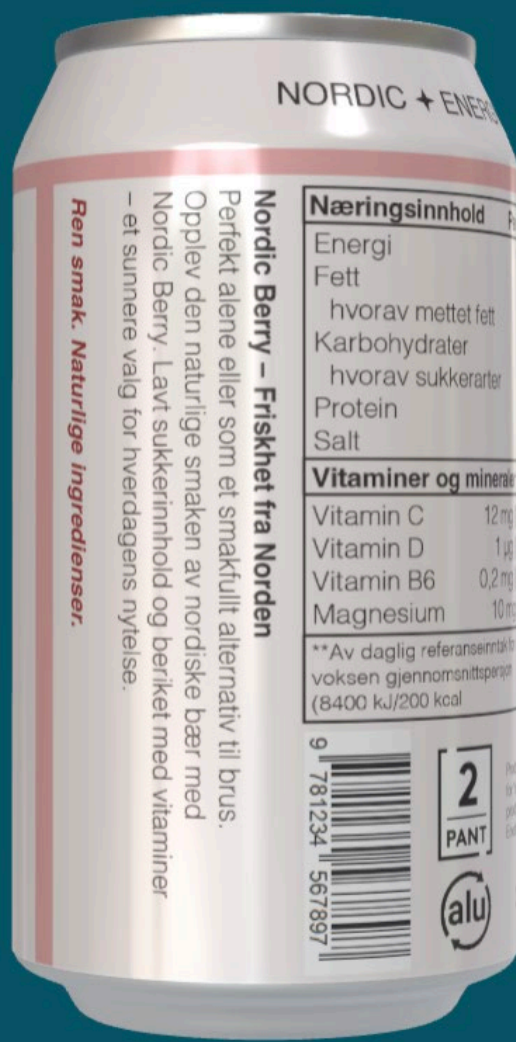 NORDIC ✦ ENERG
Næringsinnhold
Energi
Fett
hvorav mettet fett
Karbohydrater
hvorav sukkerarter
Protein
Salt
Vitaminer og mineraler
Vitamin C 12 mg
Vitamin D 1 µg
Vitamin B6 0,2 mg
Magnesium 10 mg
**Av daglig referanseinntak for
voksen gjennomsnittsperson
(8400 kJ/200 kcal
9 781234 567897
2
PANT
alu
Nordic Berry – Friskhet fra Norden
Perfekt alene eller som et smakfullt alternativ til brus.
Opplev den naturlige smaken av nordiske bær med
Nordic Berry. Lavt sukkerinnhold og beriket med vitaminer
– et sunnere valg for hverdagens nytelse.
Ren smak. Naturlige ingredienser.